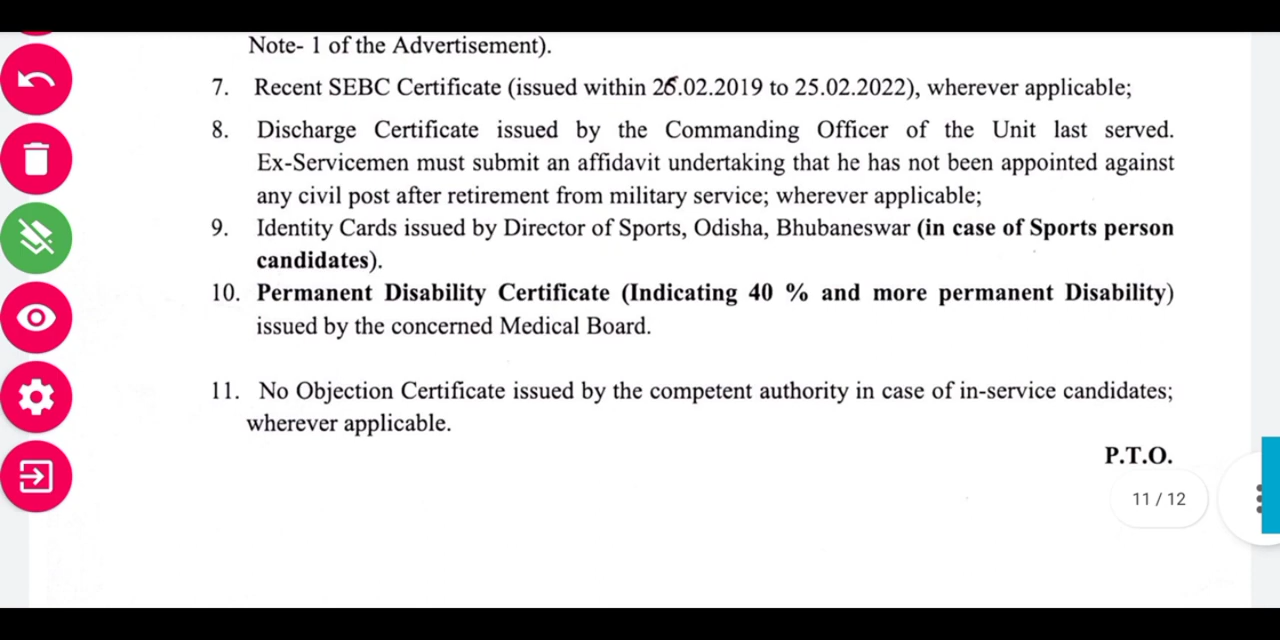 Note- 1 of the Advertisement).
7. Recent SEBC Certificate (issued within 26.02.2019 to 25.02.2022), wherever applicable;
8. Discharge Certificate issued by the Commanding Officer of the Unit last served.
Ex-Servicemen must submit an affidavit undertaking that he has not been appointed against
any civil post after retirement from military service; wherever applicable;
9. Identity Cards issued by Director of Sports, Odisha, Bhubaneswar (in case of Sports person
candidates).
10. Permanent Disability Certificate (Indicating 40 % and more permanent Disability)
issued by the concerned Medical Board.
11. No Objection Certificate issued by the competent authority in case of in-service candidates;
wherever applicable.
P.T.O.
11 / 12